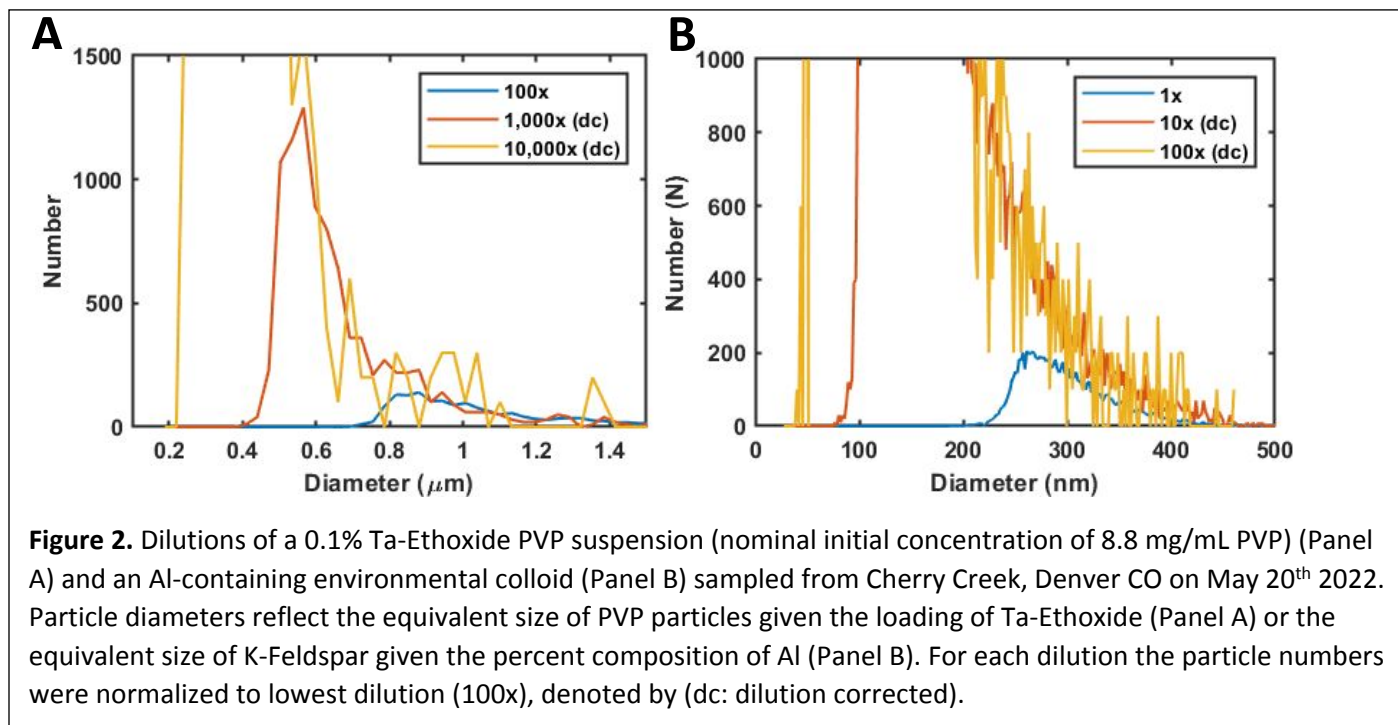 A
1500
1000
500
0
Number
0.2 0.4 0.6 0.8 1 1.2 1.4
Diameter (μm)
100x
1,000x (dc)
10,000x (dc)
B
1000
800
600
400
200
0
Number (N)
0 100 200 300 400 500
Diameter (nm)
1x
10x (dc)
100x (dc)
Figure 2. Dilutions of a 0.1% Ta-Ethoxide PVP suspension (nominal initial concentration of 8.8 mg/mL PVP) (Panel
A) and an Al-containing environmental colloid (Panel B) sampled from Cherry Creek, Denver CO on May 20th 2022.
Particle diameters reflect the equivalent size of PVP particles given the loading of Ta-Ethoxide (Panel A) or the
equivalent size of K-Feldspar given the percent composition of Al (Panel B). For each dilution the particle numbers
were normalized to lowest dilution (100x), denoted by (dc: dilution corrected).